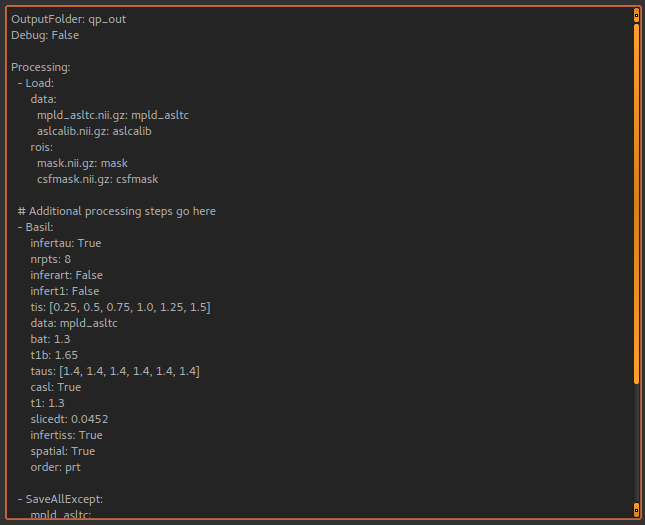 OutputFolder: qp_out
Debug: False
Processing:
- Load:
data:
mpld_asltc.nii.gz: mpld_asltc
aslcalib.nii.gz: aslcalib
rois:
mask.nii.gz: mask
csfmask.nii.gz: csfmask
# Additional processing steps go here
- Basil:
infertau: True
nrpts: 8
inferart: False
infert1: False
tis: [0.25, 0.5, 0.75, 1.0, 1.25, 1.5]
data: mpld_asltc
bat: 1.3
t1b: 1.65
taus: [1.4, 1.4, 1.4, 1.4, 1.4, 1.4]
casl: True
t1: 1.3
slicedt: 0.0452
infertiss: True
spatial: True
order: prt
- SaveAllExcept:
mpld_asltc: